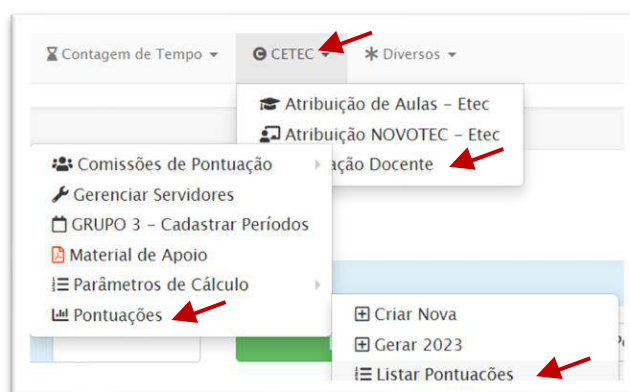 Contagem de Tempo
CETEC
Diversos
Atribuição de Aulas – Etec
Atribuição NOVOTEC – Etec
ação Docente
Comissões de Pontuação
Gerenciar Servidores
GRUPO 3 – Cadastrar Períodos
Material de Apoio
Parâmetros de Cálculo
Pontuações
Criar Nova
Gerar 2023
Listar Pontuações